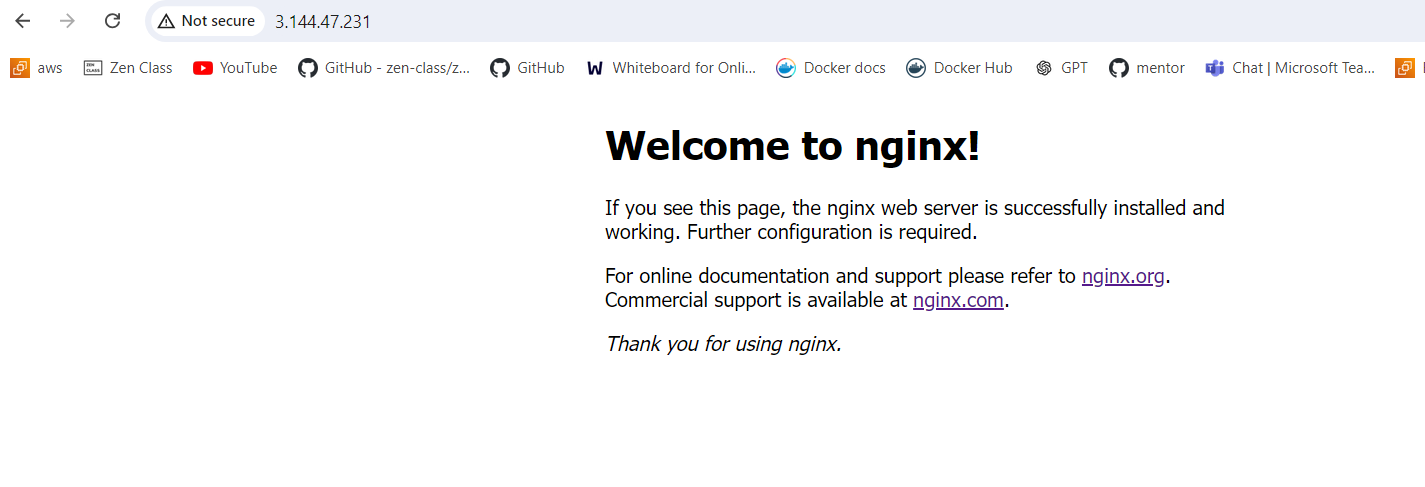 Not secure 3.144.47.231
aws Zen Class YouTube GitHub - zen-class/z... GitHub Whiteboard for Onli... Docker docs Docker Hub GPT mentor Chat | Microsoft Tea...
Welcome to nginx!
If you see this page, the nginx web server is successfully installed and
working. Further configuration is required.
For online documentation and support please refer to nginx.org.
Commercial support is available at nginx.com.
Thank you for using nginx.